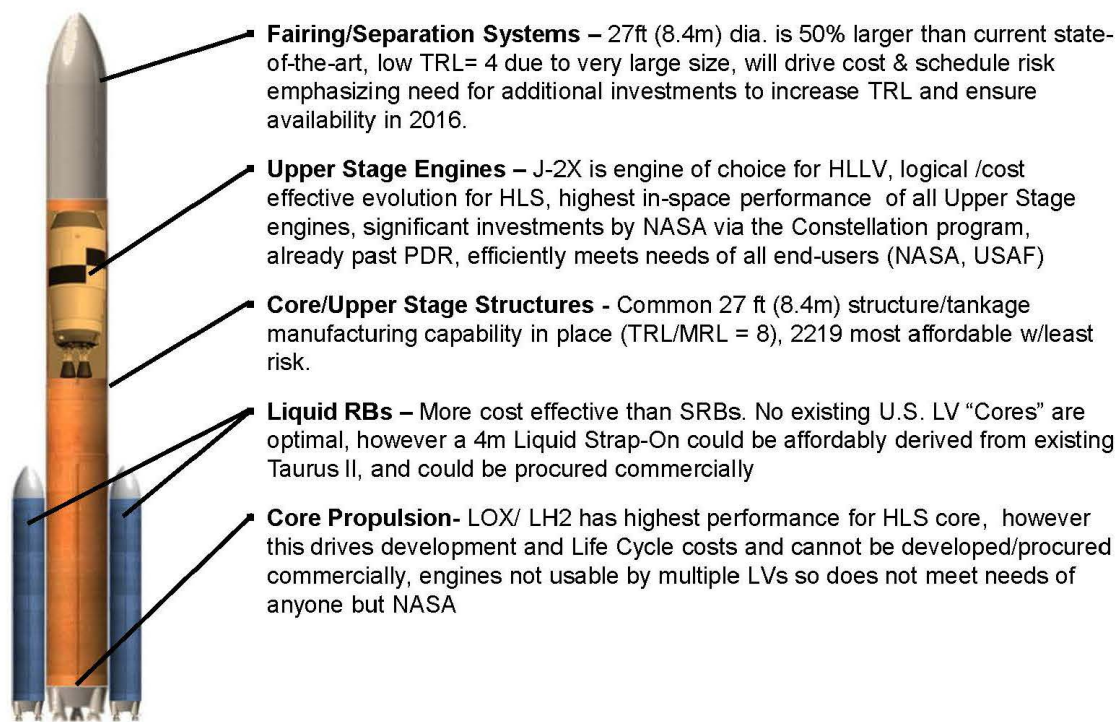 Fairing/Separation Systems – 27ft (8.4m) dia. is 50% larger than current state-
of-the-art, low TRL= 4 due to very large size, will drive cost & schedule risk
emphasizing need for additional investments to increase TRL and ensure
availability in 2016.
Upper Stage Engines – J-2X is engine of choice for HLLV, logical /cost
effective evolution for HLS, highest in-space performance of all Upper Stage
engines, significant investments by NASA via the Constellation program,
already past PDR, efficiently meets needs of all end-users (NASA, USAF)
Core/Upper Stage Structures - Common 27 ft (8.4m) structure/tankage
manufacturing capability in place (TRL/MRL = 8), 2219 most affordable w/least
risk.
Liquid RBs – More cost effective than SRBs. No existing U.S. LV “Cores” are
optimal, however a 4m Liquid Strap-On could be affordably derived from existing
Taurus II, and could be procured commercially
Core Propulsion- LOX/ LH2 has highest performance for HLS core, however
this drives development and Life Cycle costs and cannot be developed/procured
commercially, engines not usable by multiple LVs so does not meet needs of
anyone but NASA